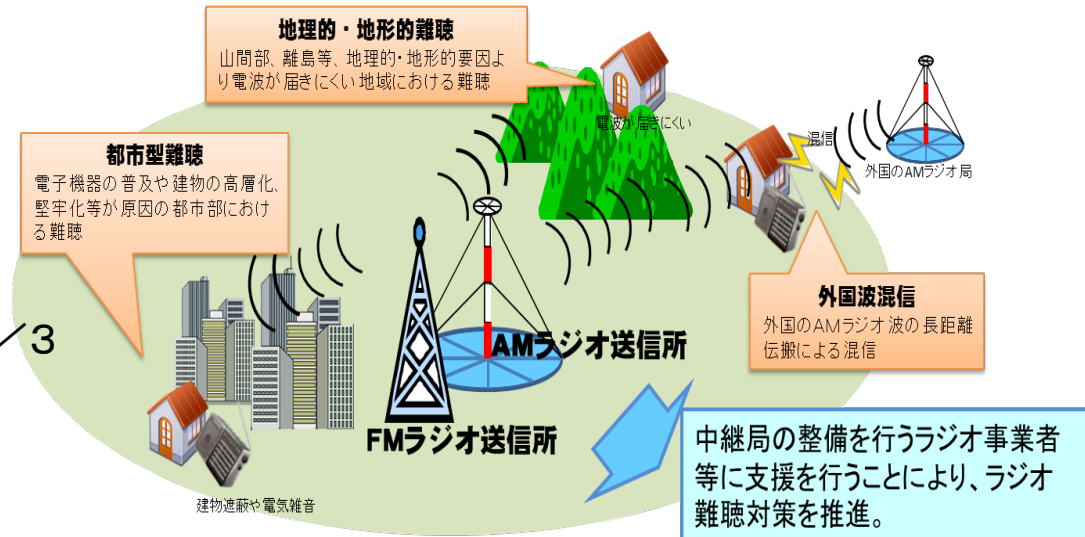 地理的・地形的難聴
山間部、離島等、地理的・地形的要因よ
り電波が届きにくい地域における難聴
電波が届きにくい
混信
外国のAMラジオ局
都市型難聴
電子機器の普及や建物の高層化、
堅牢化等が原因の都市部におけ
る難聴
外国波混信
外国のAMラジオ波の長距離
伝搬による混信
／3
AMラジオ送信所
FMラジオ送信所
建物遮蔽や電気雑音
中継局の整備を行うラジオ事業者
等に支援を行うことにより、ラジオ
難聴対策を推進。